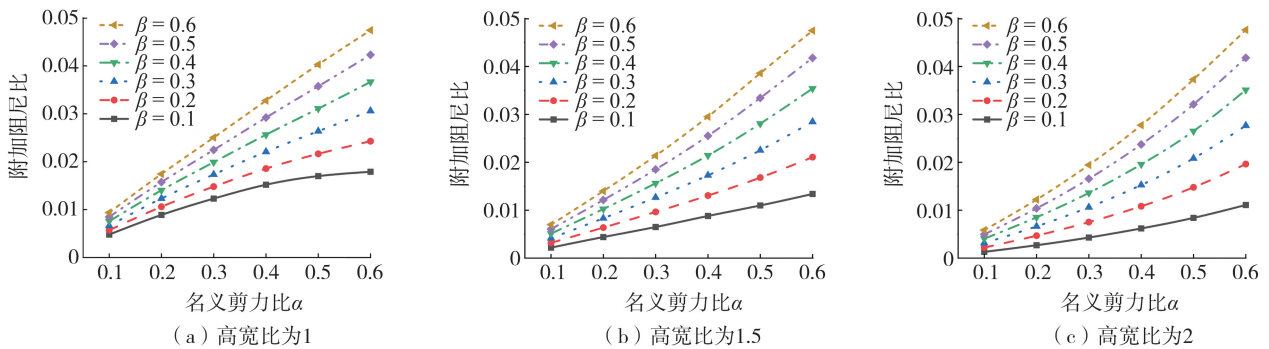 附加阻尼比
0.05
0.04
0.03
0.02
0.01
0
β = 0.6
β = 0.5
β = 0.4
β = 0.3
β = 0.2
β = 0.1
0.1 0.2 0.3 0.4 0.5 0.6
名义剪力比α
（a）高宽比为1
附加阻尼比
0.05
0.04
0.03
0.02
0.01
0
β = 0.6
β = 0.5
β = 0.4
β = 0.3
β = 0.2
β = 0.1
0.1 0.2 0.3 0.4 0.5 0.6
名义剪力比α
（b）高宽比为1.5
附加阻尼比
0.05
0.04
0.03
0.02
0.01
0
β = 0.6
β = 0.5
β = 0.4
β = 0.3
β = 0.2
β = 0.1
0.1 0.2 0.3 0.4 0.5 0.6
名义剪力比α
（c）高宽比为2